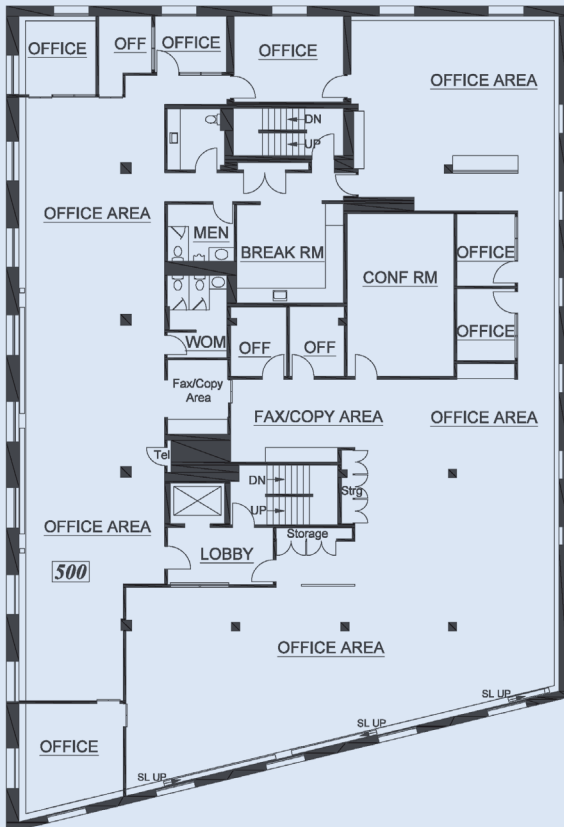 OFFICE
OFF
OFFICE
OFFICE
OFFICE AREA
DN
UP
OFFICE AREA
MEN
BREAK RM
CONF RM
OFFICE
OFFICE
WOM
OFF
OFF
Fax/Copy
Area
FAX/COPY AREA
OFFICE AREA
Tel
DN
UP
Strg
Storage
OFFICE AREA
LOBBY
500
OFFICE AREA
OFFICE
SL UP
SL UP
SL UP